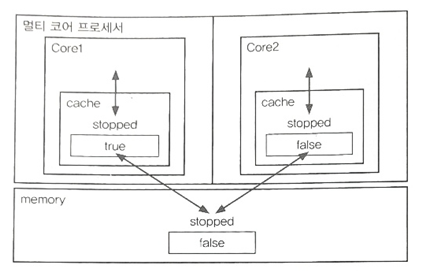 멀티 코어 프로세서
Core1
cache
stopped
true
Core2
cache
stopped
false
memory
stopped
false